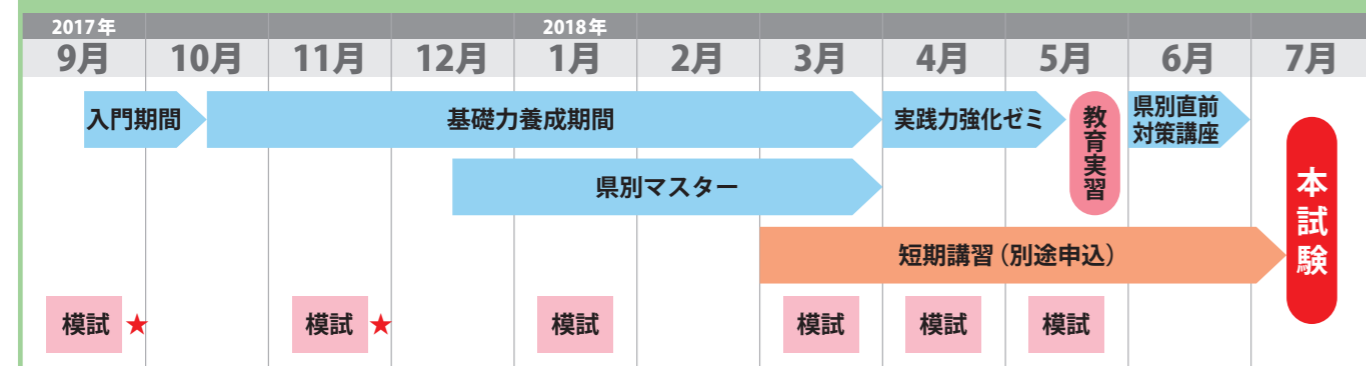 2017年 2018年
9月 10月 11月 12月 1月 2月 3月 4月 5月 6月 7月
入門期間
基礎力養成期間
実践力強化ゼミ
教育実習
県別直前
対策講座
県別マスター
本試験
短期講習（別途申込）
模試★ 模試★ 模試 模試 模試 模試